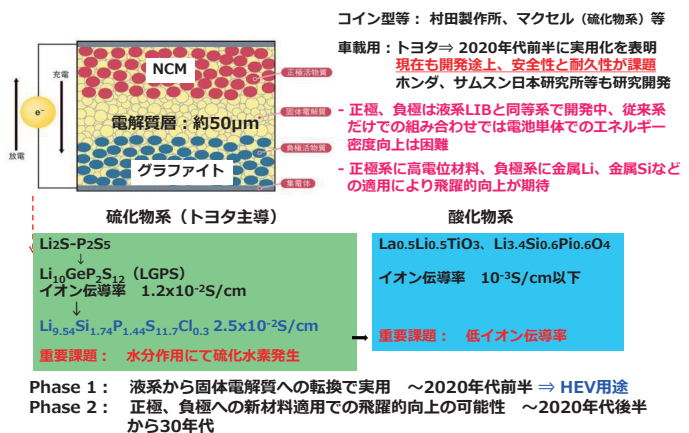 コイン型等： 村田製作所、マクセル（硫化物系）等
車載用：トヨタ⇒ 2020年代前半に実用化を表明
現在も開発途上、安全性と耐久性が課題
ホンダ、サムスン日本研究所等も研究開発
- 正極、負極は液系LIBと同等系で開発中、従来系
だけでの組み合わせでは電池単体でのエネルギー
密度向上は困難
- 正極系に高電位材料、負極系に金属Li、金属Siなど
の適用により飛躍的向上が期待
充電
e-
放電
NCM
正極活物質
固体電解質
電解質層：約50μm
負極活物質
グラファイト
集電体
硫化物系（トヨタ主導）
Li2S-P2S5
↓
Li10GeP2S12（LGPS）
イオン伝導率 1.2x10-2S/cm
↓
Li9.54Si1.74P1.44S11.7Cl0.3 2.5x10-2S/cm
重要課題： 水分作用にて硫化水素発生
酸化物系
La0.5Li0.5TiO3、Li3.4Si0.6Pi0.6O4
イオン伝導率 10-3S/cm以下
重要課題： 低イオン伝導率
Phase 1： 液系から固体電解質への転換で実用 ～2020年代前半 ⇒ HEV用途
Phase 2： 正極、負極への新材料適用での飛躍的向上の可能性 ～2020年代後半
から30年代